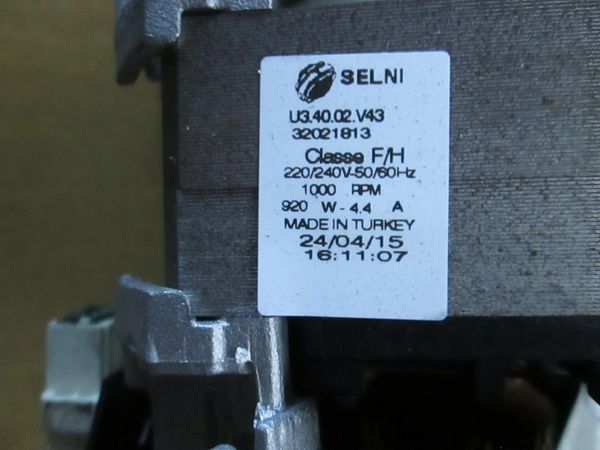 SELNI
U3.40.02.V43
32021813
Classe F/H
220/240V-50/60Hz
1000 RPM
920 W - 4.4 A
MADE IN TURKEY
24/04/15
16:11:07